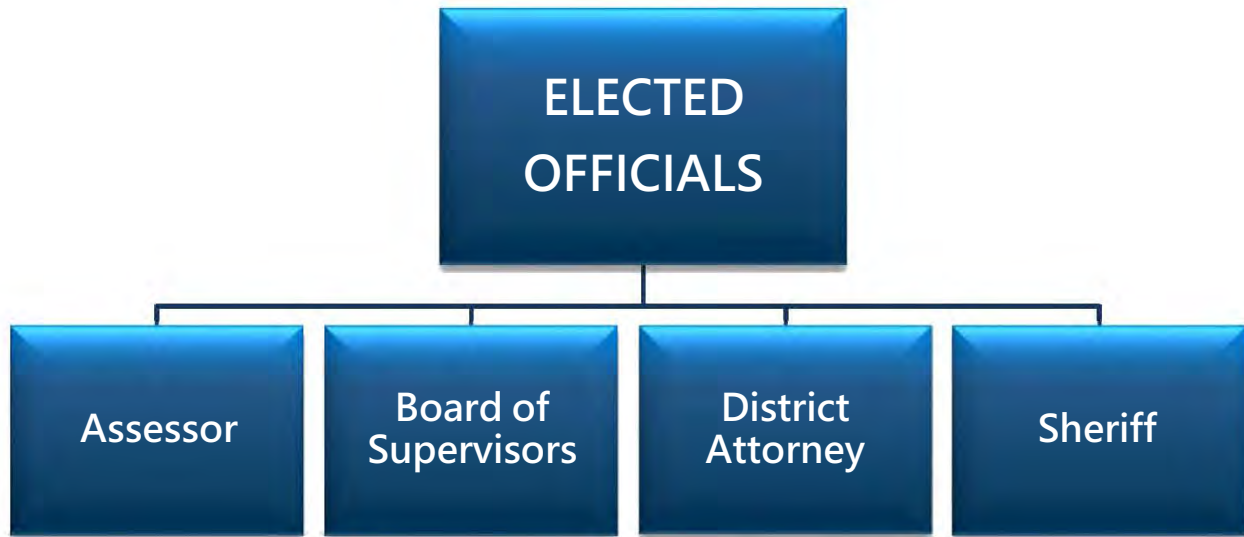 ELECTED
OFFICIALS
Assessor
Board of
Supervisors
District
Attorney
Sheriff